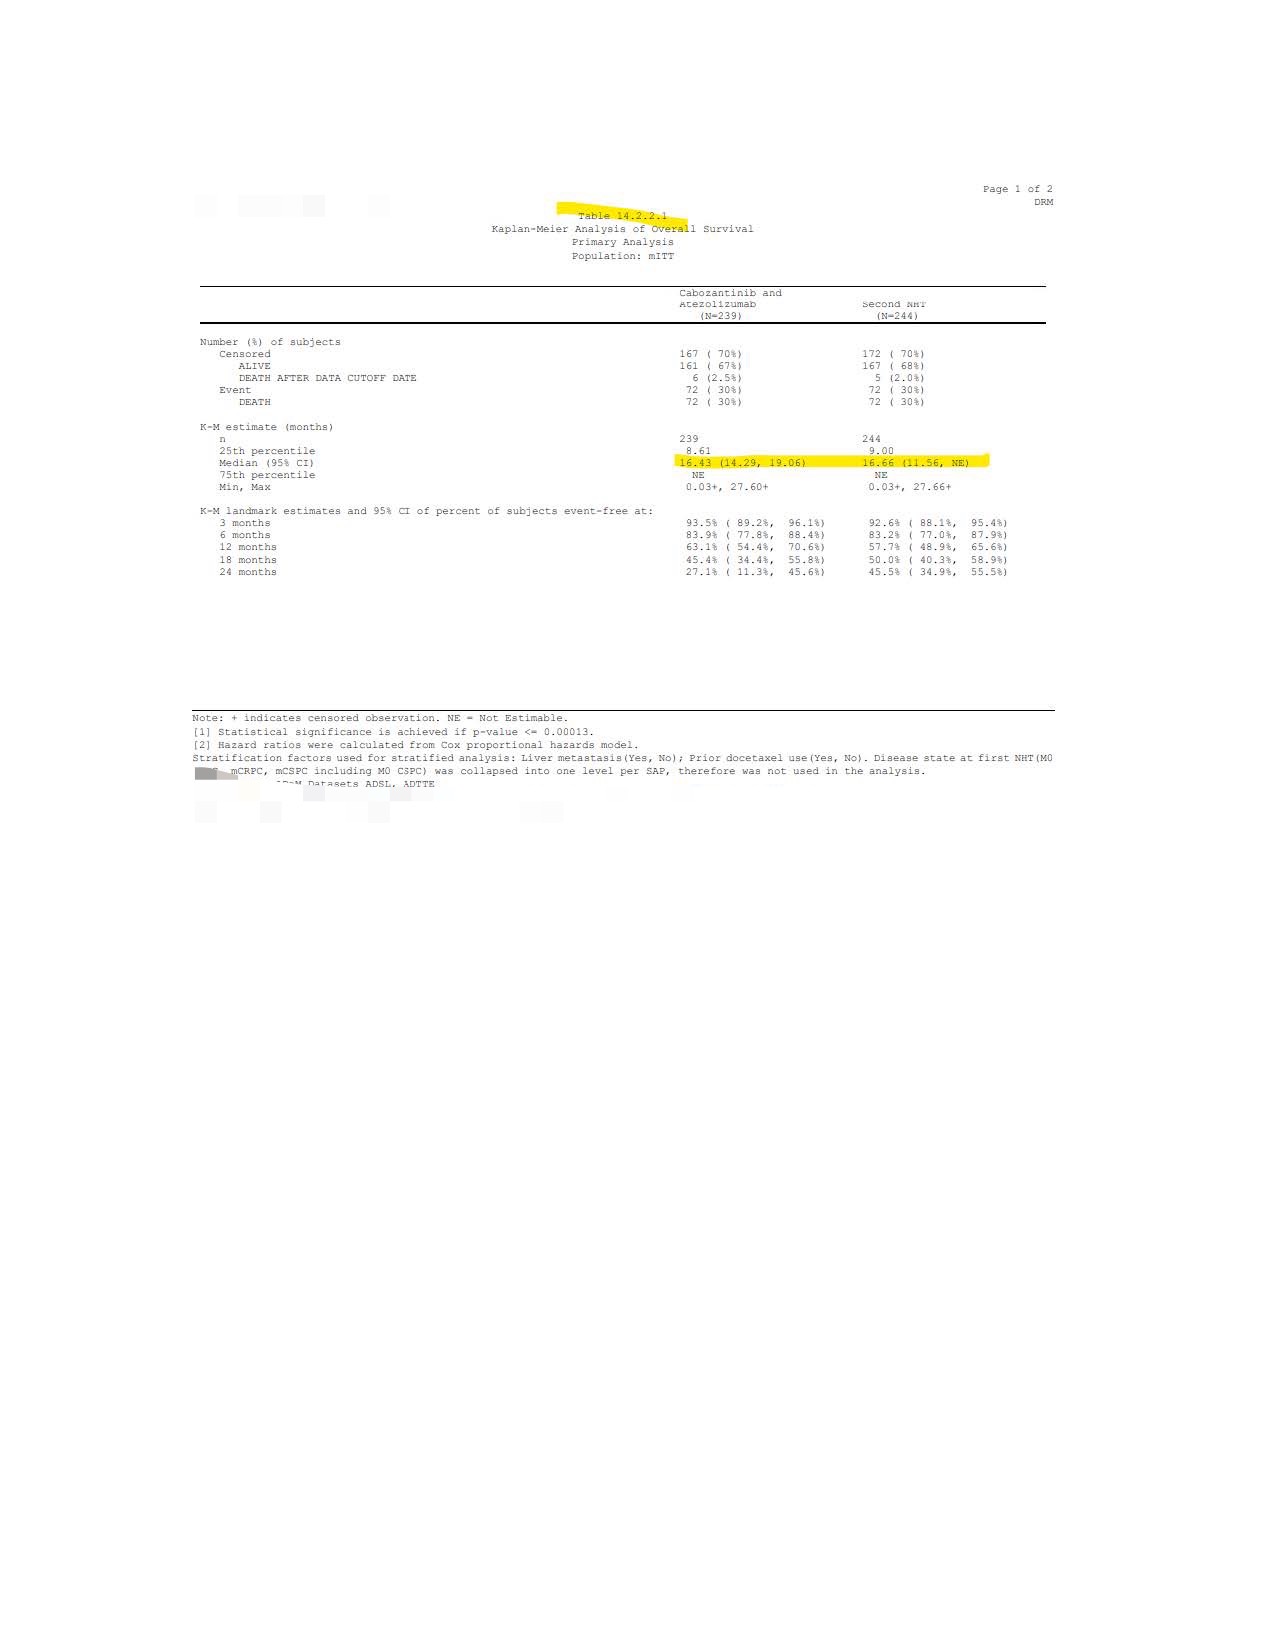 Page 1 of 2
DRM
Table 14.2.2.1
Kaplan-Meier Analysis of Overall Survival
Primary Analysis
Population: mITT
Cabozantinib and
Atezolizumab Second NHT
(N=239) (N=244)
Number (%) of subjects
Censored 167 ( 70%) 172 ( 70%)
ALIVE 161 ( 67%) 167 ( 68%)
DEATH AFTER DATA CUTOFF DATE 6 (2.5%) 5 (2.0%)
Event 72 ( 30%) 72 ( 30%)
DEATH 72 ( 30%) 72 ( 30%)
K-M estimate (months)
n 239 244
25th percentile 8.61 9.00
Median (95% CI) 16.43 (14.29, 19.06) 16.66 (11.56, NE)
75th percentile NE NE
Min, Max 0.03+, 27.60+ 0.03+, 27.66+
K-M landmark estimates and 95% CI of percent of subjects event-free at:
3 months 93.5% ( 89.2%, 96.1%) 92.6% ( 88.1%, 95.4%)
6 months 83.9% ( 77.8%, 88.4%) 83.2% ( 77.0%, 87.9%)
12 months 63.1% ( 54.4%, 70.6%) 57.7% ( 48.9%, 65.6%)
18 months 45.4% ( 34.4%, 55.8%) 50.0% ( 40.3%, 58.9%)
24 months 27.1% ( 11.3%, 45.6%) 45.5% ( 34.9%, 55.5%)
Note: + indicates censored observation. NE = Not Estimable.
[1] Statistical significance is achieved if p-value <= 0.00013.
[2] Hazard ratios were calculated from Cox proportional hazards model.
Stratification factors used for stratified analysis: Liver metastasis(Yes, No); Prior docetaxel use(Yes, No). Disease state at first NHT(M0
mCRPC, mCSPC including M0 CSPC) was collapsed into one level per SAP, therefore was not used in the analysis.
Datasets ADSL, ADTTE